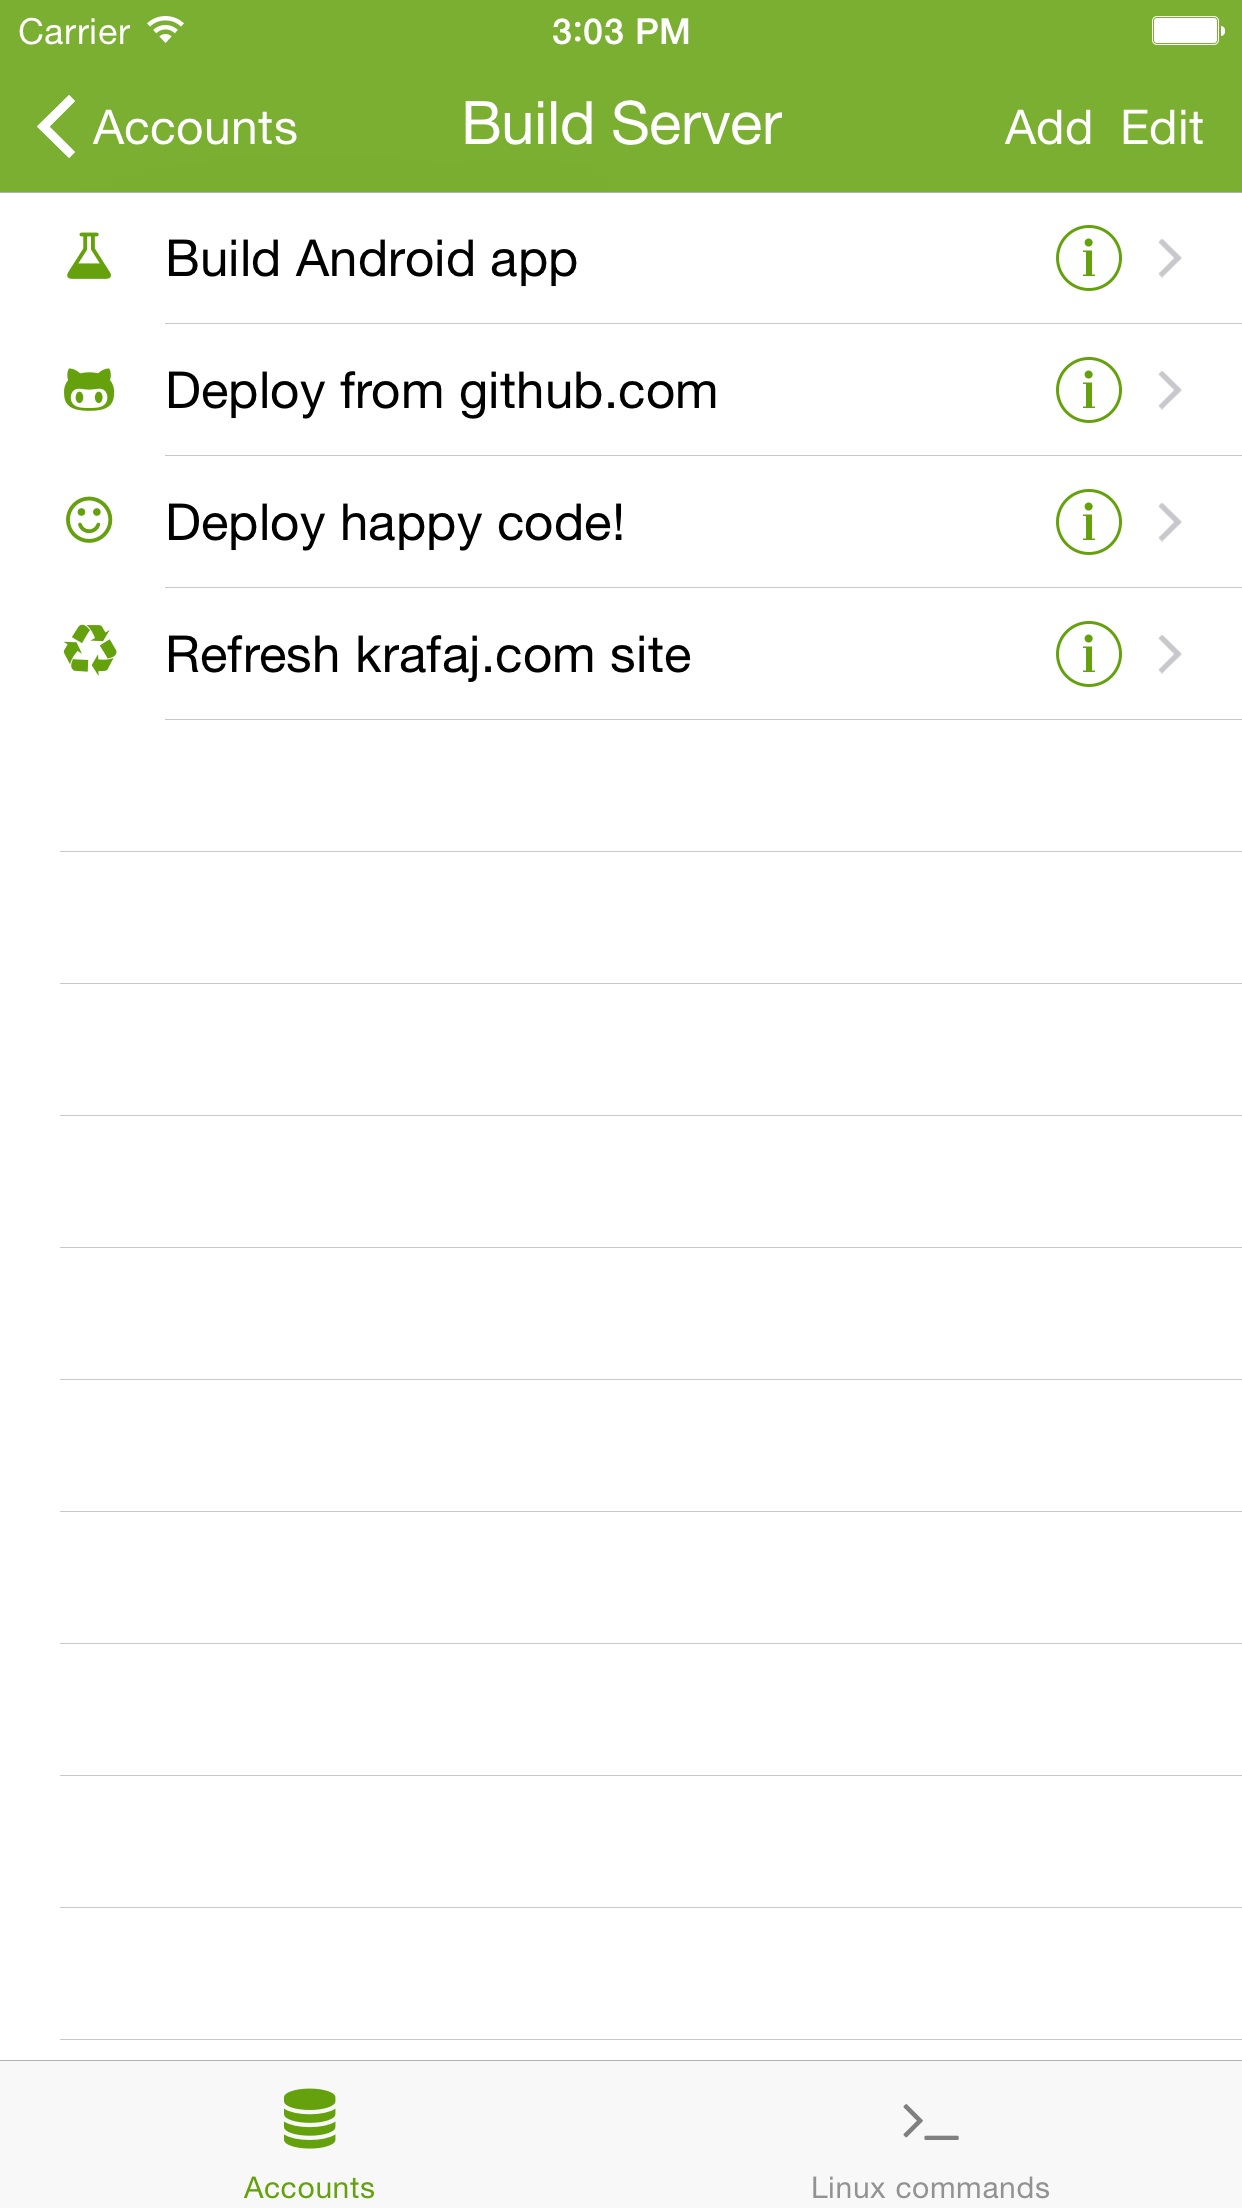 Carrier 3:03 PM
Accounts Build Server Add Edit
Build Android app
Deploy from github.com
Deploy happy code!
Refresh krafaj.com site
Accounts Linux commands